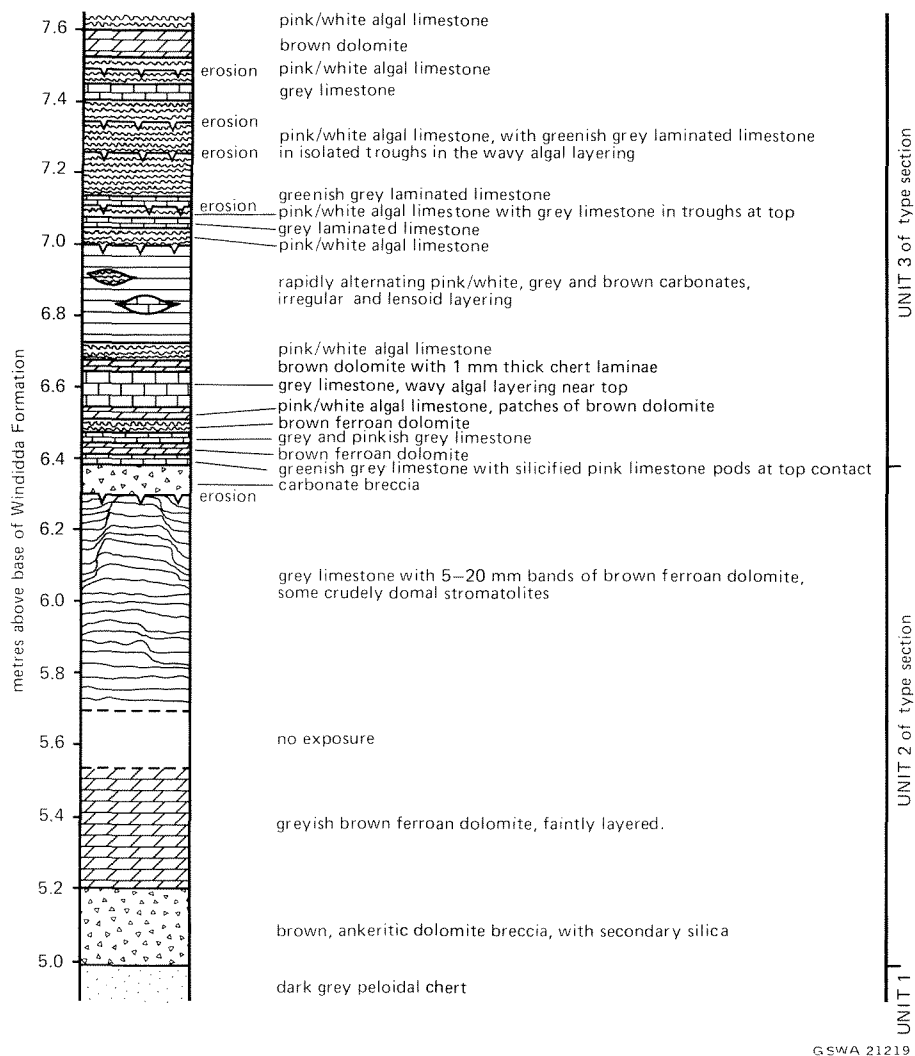 7.6
pink/white algal limestone
brown dolomite
erosion
pink/white algal limestone
grey limestone
7.4
erosion
pink/white algal limestone, with greenish grey laminated limestone
erosion
in isolated troughs in the wavy algal layering
7.2
greenish grey laminated limestone
erosion
pink/white algal limestone with grey limestone in troughs at top
grey laminated limestone
7.0
pink/white algal limestone
rapidly alternating pink/white, grey and brown carbonates,
irregular and lensoid layering
6.8
pink/white algal limestone
brown dolomite with 1 mm thick chert laminae
6.6
grey limestone, wavy algal layering near top
pink/white algal limestone, patches of brown dolomite
brown ferroan dolomite
grey and pinkish grey limestone
6.4
brown ferroan dolomite
greenish grey limestone with silicified pink limestone pods at top contact
carbonate breccia
erosion
6.2
grey limestone with 5–20 mm bands of brown ferroan dolomite,
some crudely domal stromatolites
6.0
5.8
5.6
no exposure
5.4
greyish brown ferroan dolomite, faintly layered.
5.2
brown, ankeritic dolomite breccia, with secondary silica
5.0
dark grey peloidal chert
metres above base of Windidda Formation
UNIT 3 of type section
UNIT 2 of type section
UNIT 1
GSWA 21219